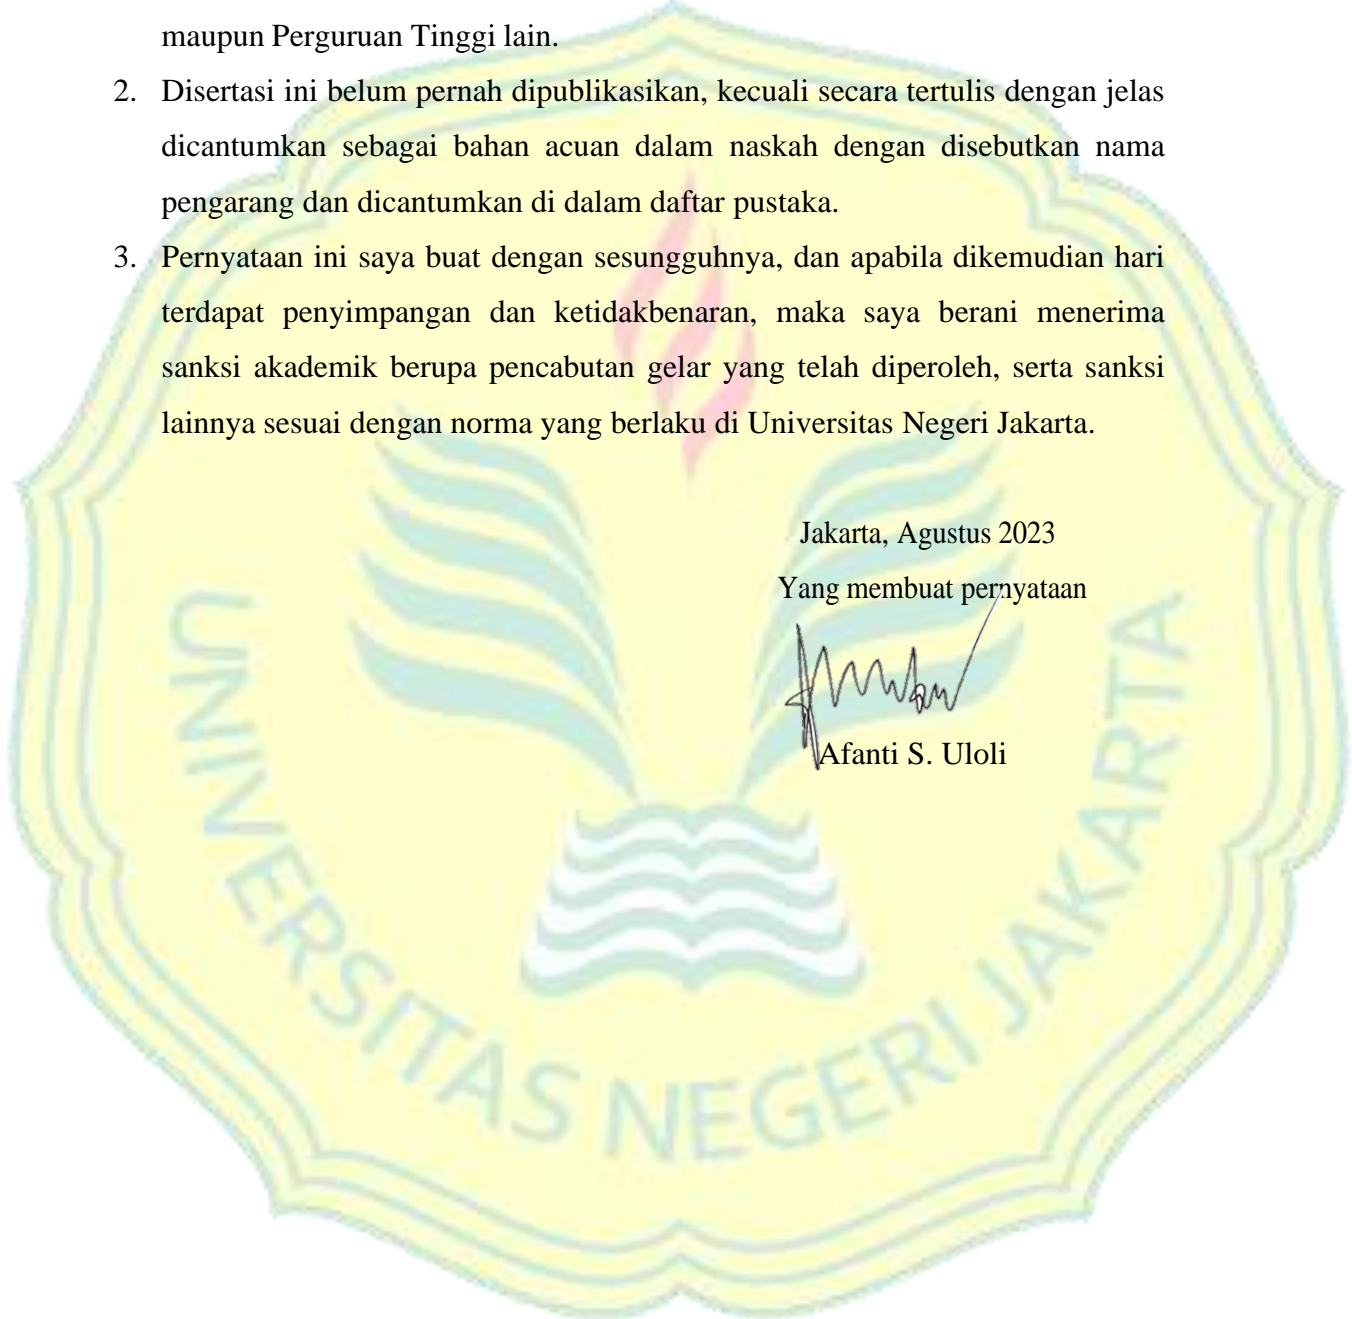 maupun Perguruan Tinggi lain.
2. Disertasi ini belum pernah dipublikasikan, kecuali secara tertulis dengan jelas
dicantumkan sebagai bahan acuan dalam naskah dengan disebutkan nama
pengarang dan dicantumkan di dalam daftar pustaka.
3. Pernyataan ini saya buat dengan sesungguhnya, dan apabila dikemudian hari
terdapat penyimpangan dan ketidakbenaran, maka saya berani menerima
sanksi akademik berupa pencabutan gelar yang telah diperoleh, serta sanksi
lainnya sesuai dengan norma yang berlaku di Universitas Negeri Jakarta.
Jakarta, Agustus 2023
Yang membuat pernyataan
Afanti S. Uloli
UNIVERSITAS NEGERI JAKARTA